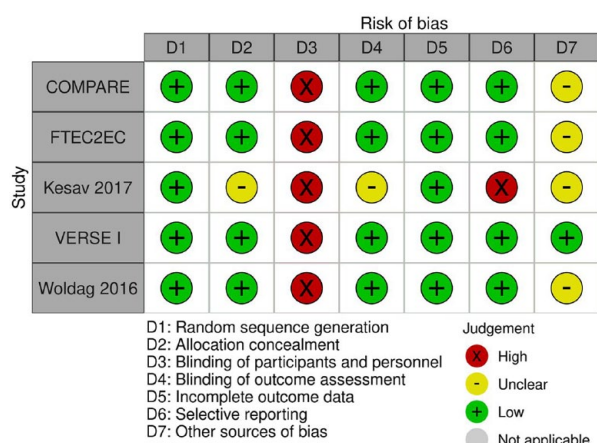 Risk of bias
D1 D2 D3 D4 D5 D6 D7
Study
COMPARE + + X + + + -
FTEC2EC + + X + + + -
Kesav 2017 + - X - + X -
VERSE I + + X + + + +
Woldag 2016 + + X + + + -
D1: Random sequence generation
D2: Allocation concealment
D3: Blinding of participants and personnel
D4: Blinding of outcome assessment
D5: Incomplete outcome data
D6: Selective reporting
D7: Other sources of bias
Judgement
X High
- Unclear
+ Low
Not applicable